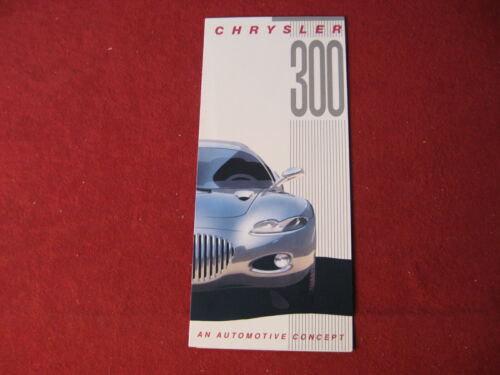 CHRYSLER
300
AN AUTOMOTIVE CONCEPT